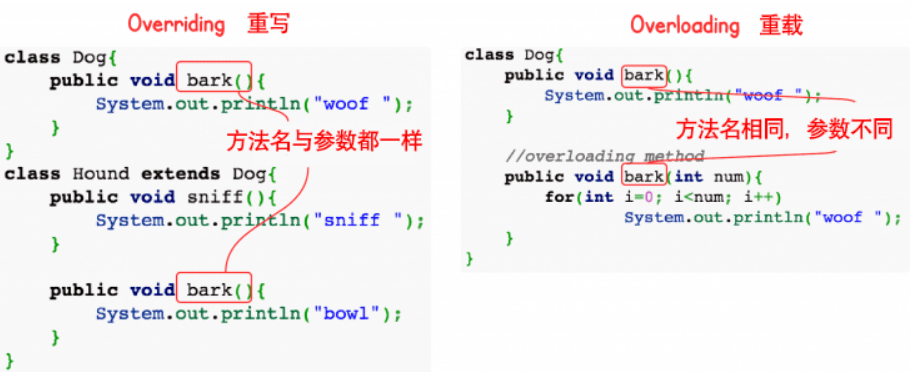 Overriding 重写
class Dog{
public void bark(){
System.out.println("woof ");
}
}
方法名与参数都一样
class Hound extends Dog{
public void sniff(){
System.out.println("sniff ");
}
public void bark(){
System.out.println("bowl");
}
}
Overloading 重载
class Dog{
public void bark(){
System.out.println("woof ");
}
方法名相同，参数不同
//overloading method
public void bark(int num){
for(int i=0; i<num; i++)
System.out.println("woof ");
}
}